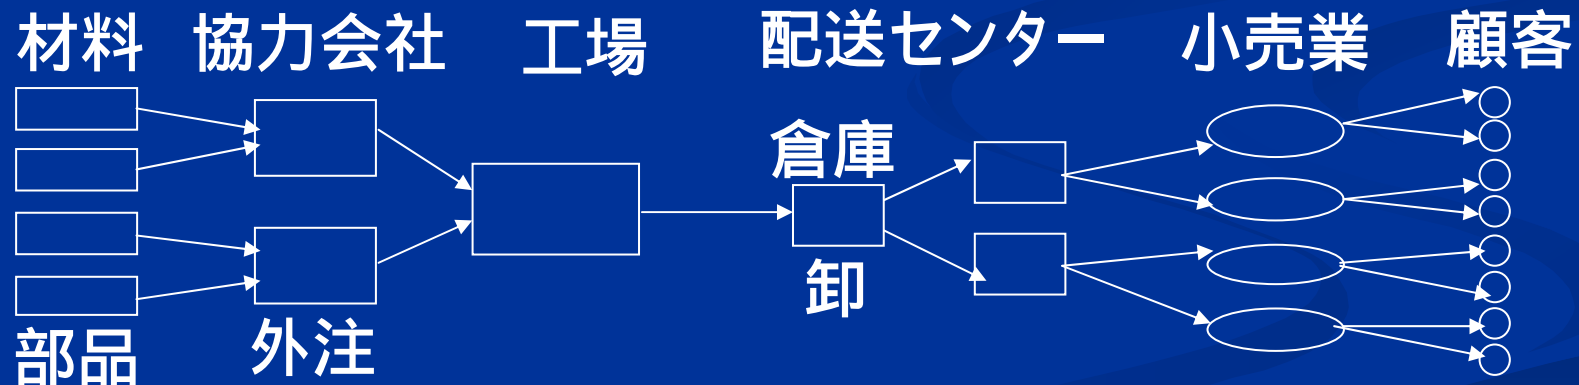 材料
協力会社
工場
配送センター
小売業
顧客
倉庫
卸
部品
外注